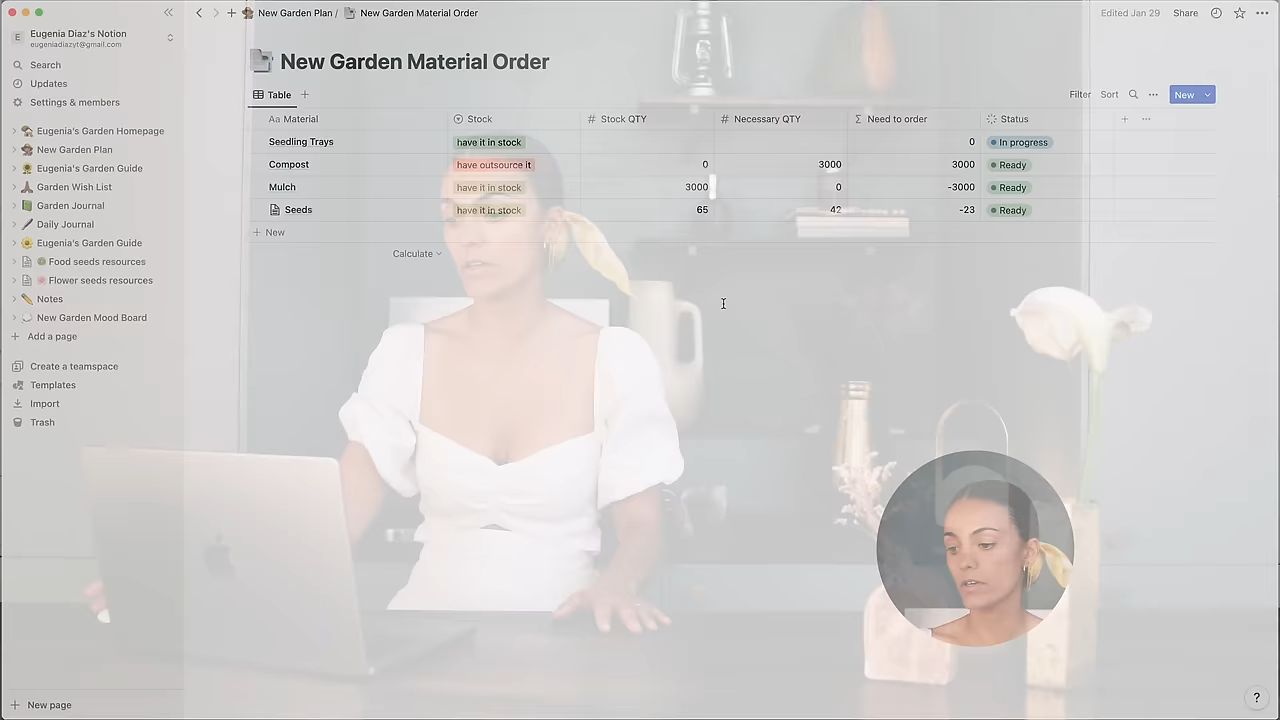 New Garden Plan / New Garden Material Order
Edited Jan 29 Share
E Eugenia Diaz's Notion
eugeniadiazyt@gmail.com
Search
Updates
Settings & members
Eugenia's Garden Homepage
New Garden Plan
Eugenia's Garden Guide
Garden Wish List
Garden Journal
Daily Journal
Eugenia's Garden Guide
Food seeds resources
Flower seeds resources
Notes
New Garden Mood Board
Add a page
Create a teamspace
Templates
Import
Trash
New page
New Garden Material Order
Table
Filter Sort New
Aa Material Stock # Stock QTY # Necessary QTY Σ Need to order Status
Seedling Trays have it in stock 0 In progress
Compost have outsource it 0 3000 3000 Ready
Mulch have it in stock 3000 0 -3000 Ready
Seeds have it in stock 65 42 -23 Ready
+ New
Calculate
?